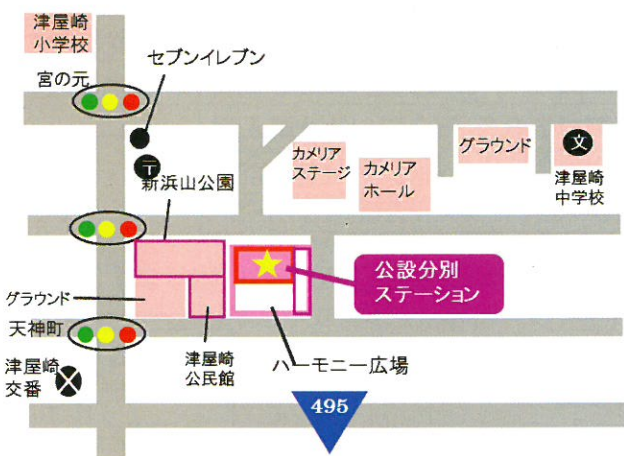 津屋崎
小学校
宮の元
セブンイレブン
〒
新浜山公園
カメリア
ステージ
カメリア
ホール
グラウンド
文
津屋崎
中学校
公設分別
ステーション
グラウンド
天神町
津屋崎
交番
津屋崎
公民館
ハーモニー広場
495